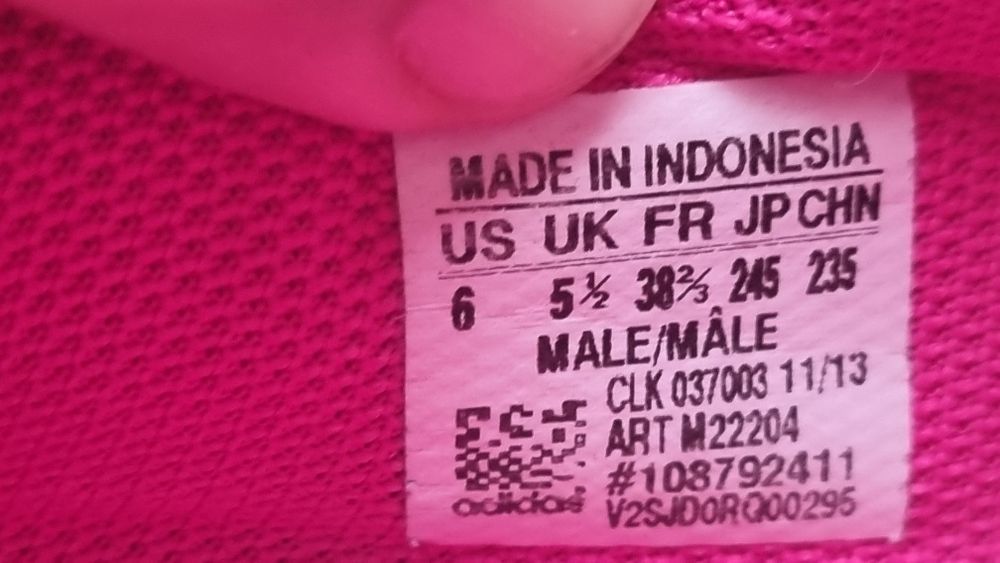 MADE IN INDONESIA
US UK FR JP CHN
6 5½ 38⅔ 245 235
MALE/MÂLE
CLK 037003 11/13
ART M22204
#108792411
adidas
V2SJD0RQ00295